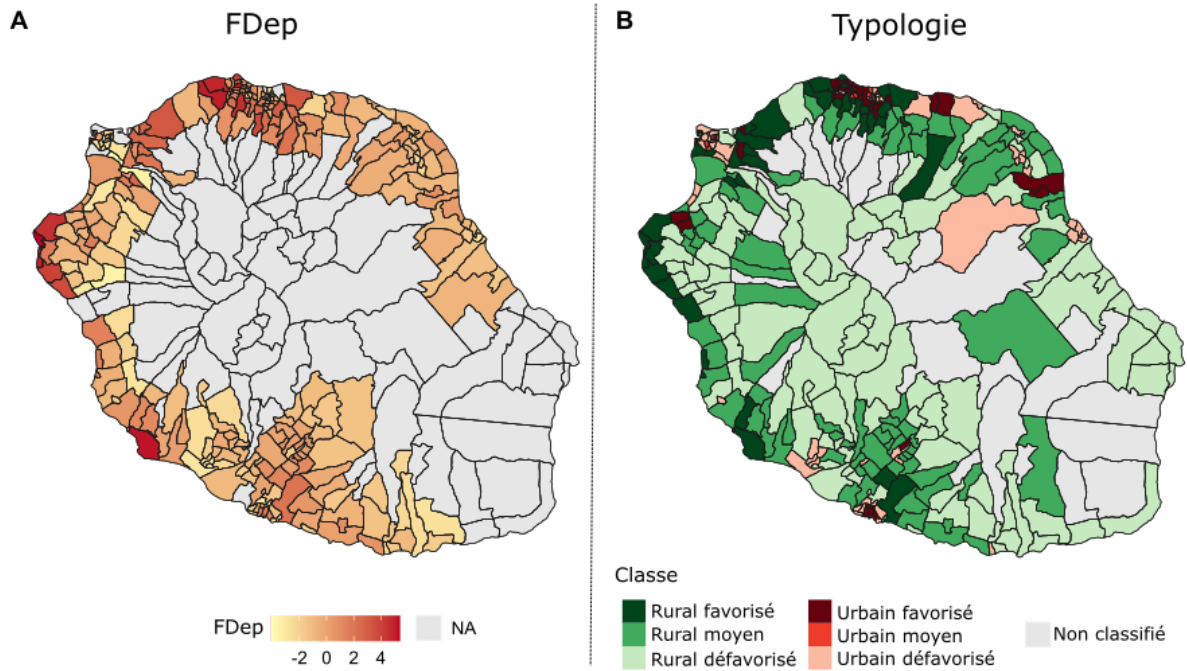 A
FDep
B
Typologie
FDep
NA
-2 0 2 4
Classe
Rural favorisé
Rural moyen
Rural défavorisé
Urbain favorisé
Urbain moyen
Urbain défavorisé
Non classifié